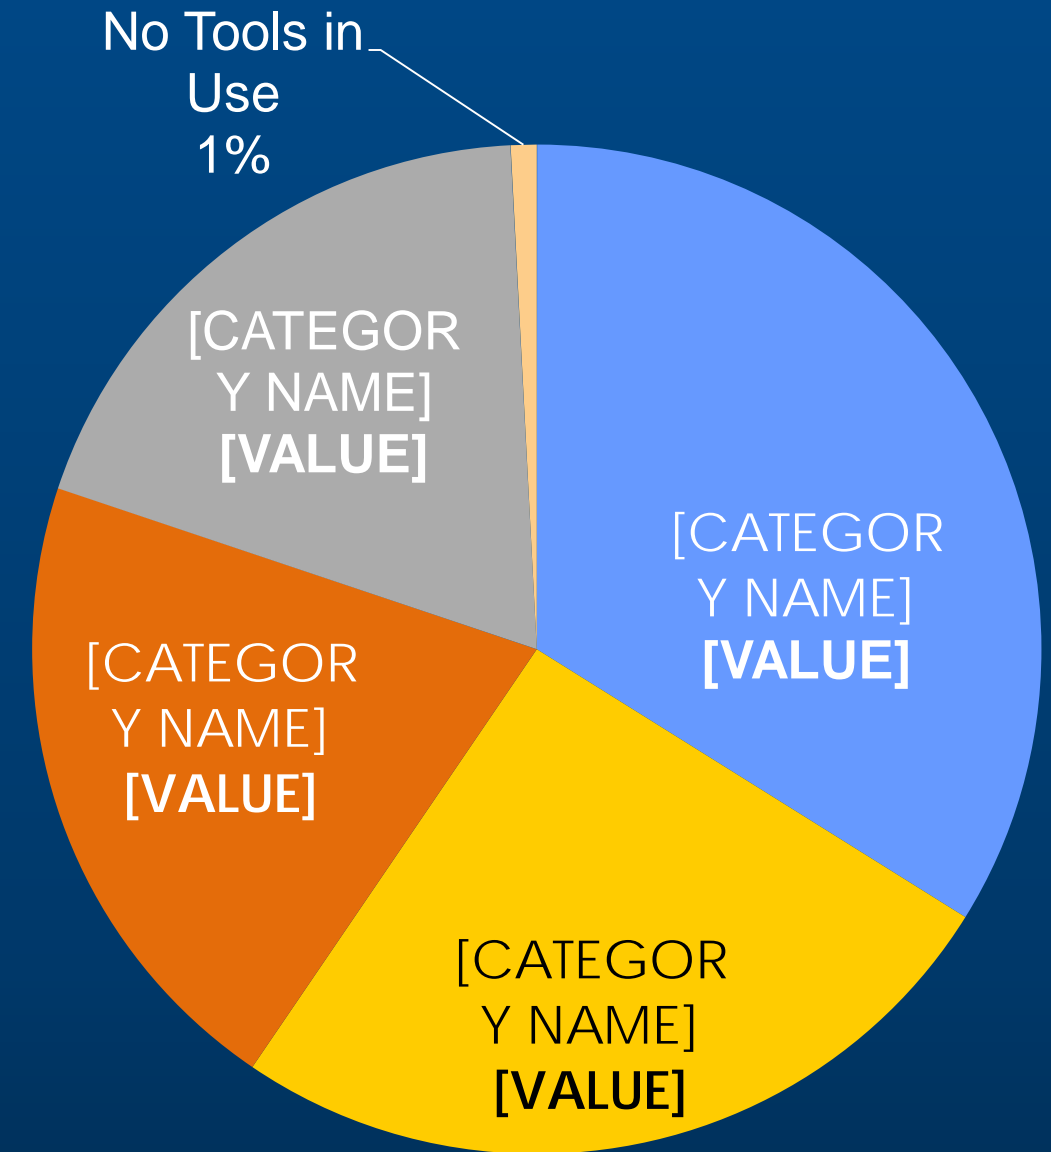 No Tools in
Use
1%
[CATEGOR
Y NAME]
[VALUE]
[CATEGOR
Y NAME]
[VALUE]
[CATEGOR
Y NAME]
[VALUE]
[CATEGOR
Y NAME]
[VALUE]